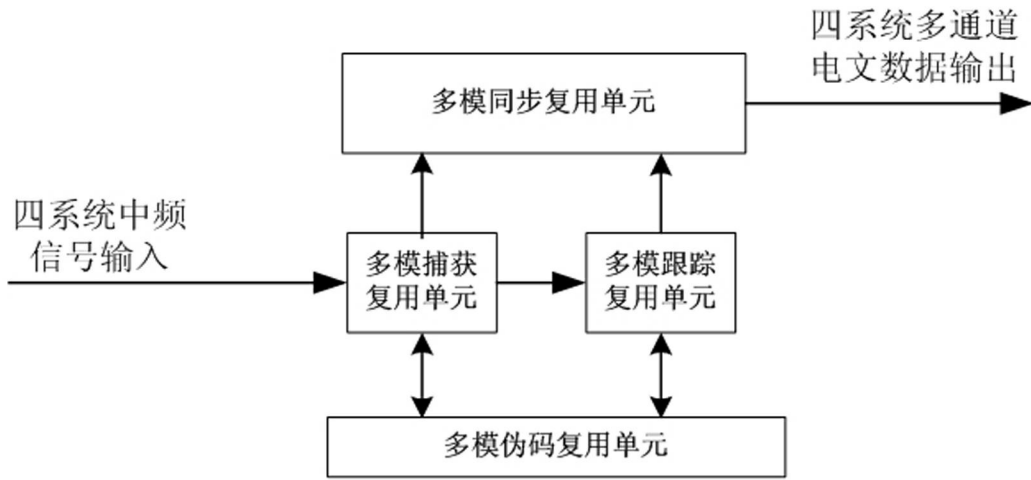 四系统多通道
电文数据输出
多模同步复用单元
四系统中频
信号输入
多模捕获
复用单元
多模跟踪
复用单元
多模伪码复用单元